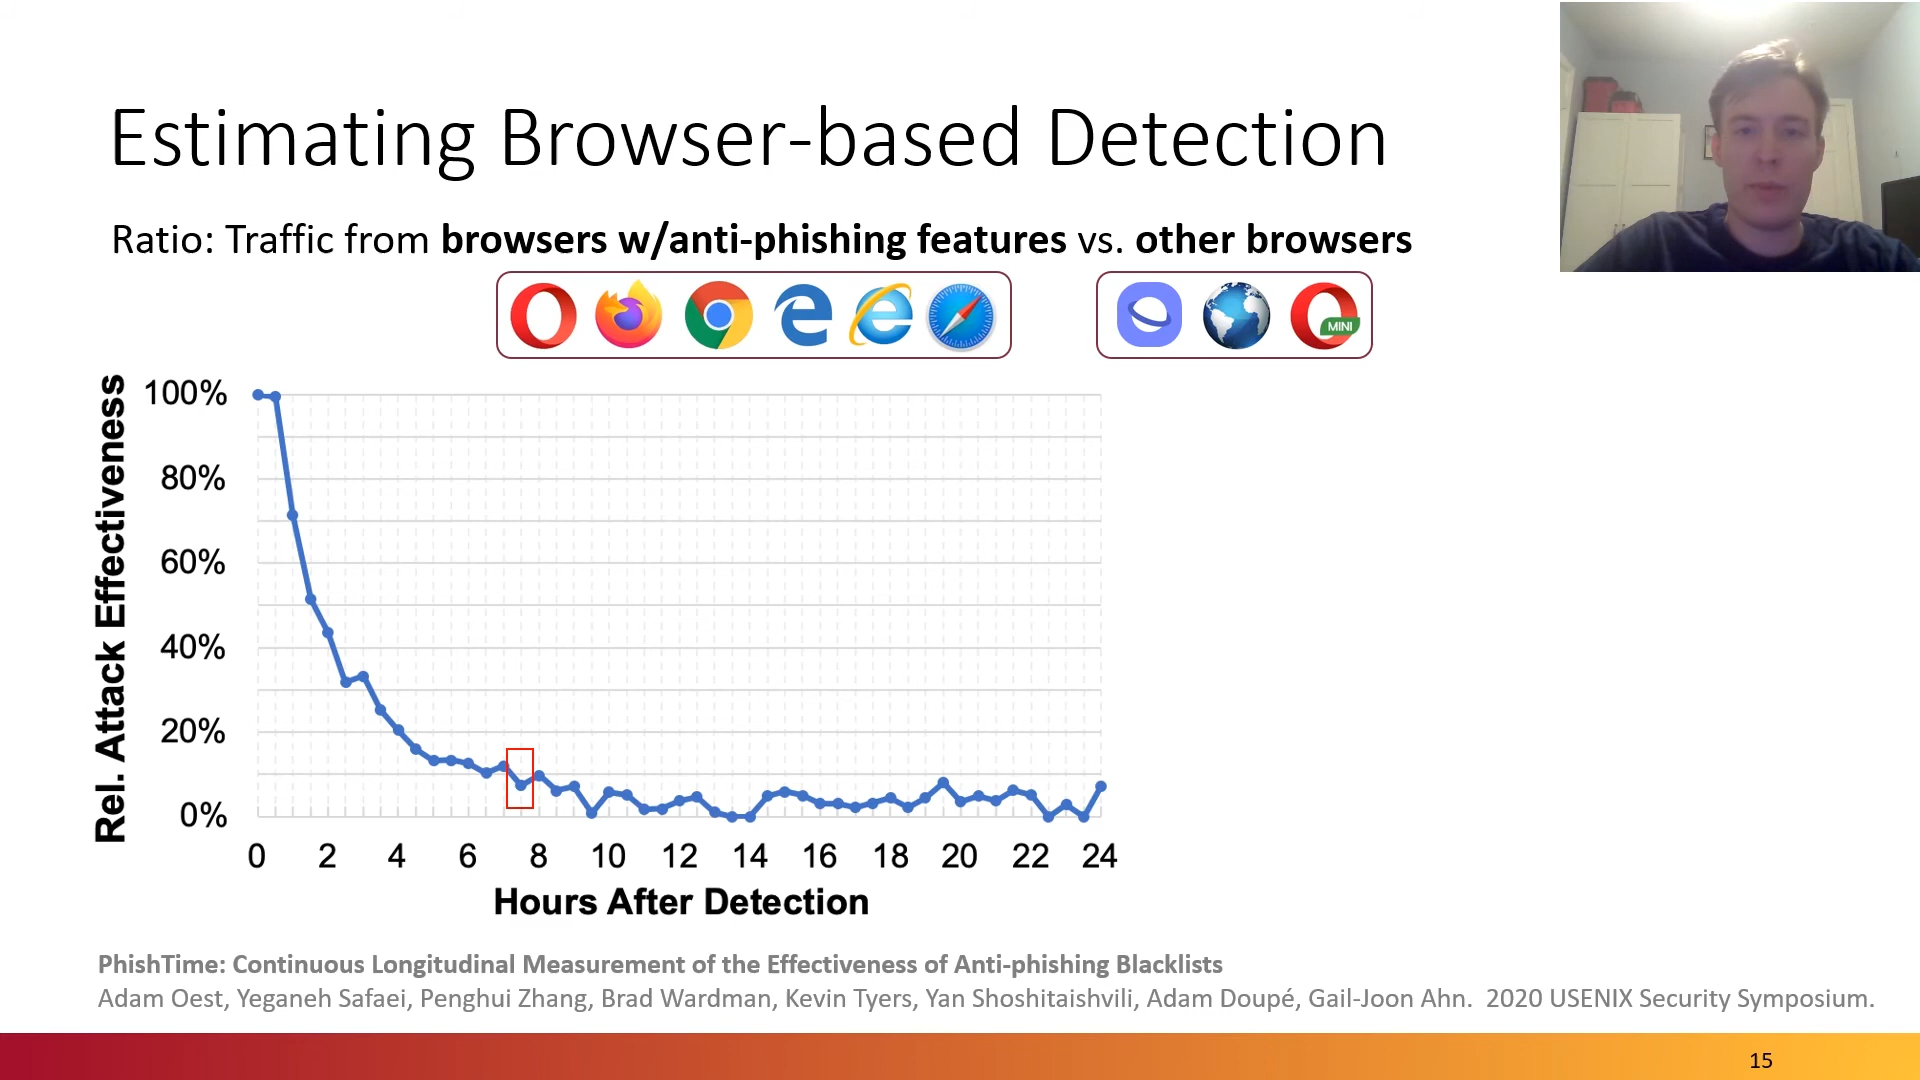 Estimating Browser-based Detection
Ratio: Traffic from browsers w/anti-phishing features vs. other browsers
MINI
Rel. Attack Effectiveness
100%
80%
60%
40%
20%
0%
0 2 4 6 8 10 12 14 16 18 20 22 24
Hours After Detection
PhishTime: Continuous Longitudinal Measurement of the Effectiveness of Anti-phishing Blacklists
Adam Oest, Yeganeh Safaei, Penghui Zhang, Brad Wardman, Kevin Tyers, Yan Shoshitaishvili, Adam Doupé, Gail-Joon Ahn. 2020 USENIX Security Symposium.
15